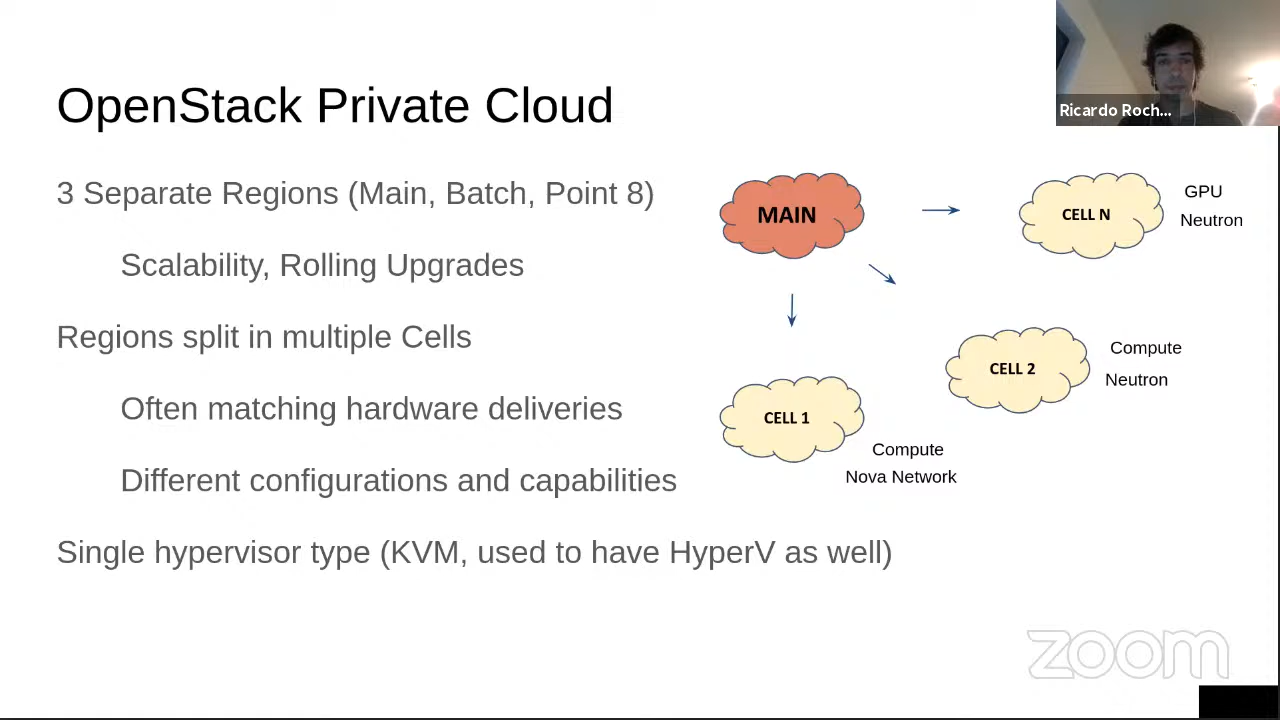 OpenStack Private Cloud
Ricardo Roch...
3 Separate Regions (Main, Batch, Point 8)
Scalability, Rolling Upgrades
Regions split in multiple Cells
Often matching hardware deliveries
Different configurations and capabilities
Single hypervisor type (KVM, used to have HyperV as well)
MAIN
CELL N
GPU
Neutron
CELL 2
Compute
Neutron
CELL 1
Compute
Nova Network
zoom